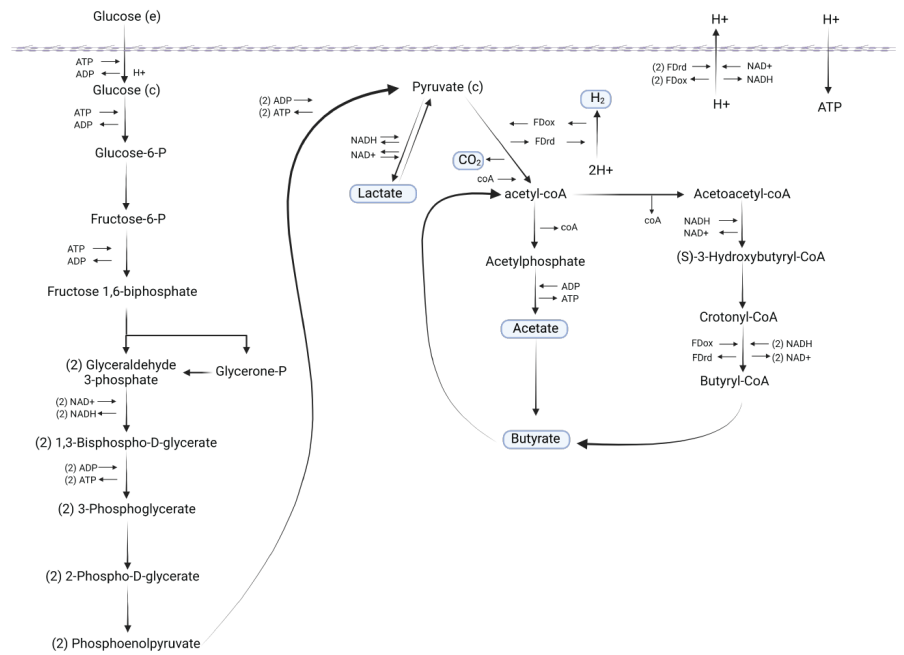 Glucose (e)
ATP
ADP
H+
Glucose (c)
ATP
ADP
Glucose-6-P
Fructose-6-P
ATP
ADP
Fructose 1,6-biphosphate
(2) Glyceraldehyde
3-phosphate
Glycerone-P
(2) NAD+
(2) NADH
(2) 1,3-Bisphospho-D-glycerate
(2) ADP
(2) ATP
(2) 3-Phosphoglycerate
(2) 2-Phospho-D-glycerate
(2) Phosphoenolpyruvate
(2) ADP
(2) ATP
Pyruvate (c)
NADH
NAD+
Lactate
FDox
FDrd
H₂
2H+
CO₂
coA
acetyl-coA
coA
Acetylphosphate
ADP
ATP
Acetate
Butyrate
coA
Acetoacetyl-coA
NADH
NAD+
(S)-3-Hydroxybutyryl-CoA
Crotonyl-CoA
FDox
FDrd
(2) NADH
(2) NAD+
Butyryl-CoA
H+
(2) FDrd
(2) FDox
NAD+
NADH
H+
H+
ATP